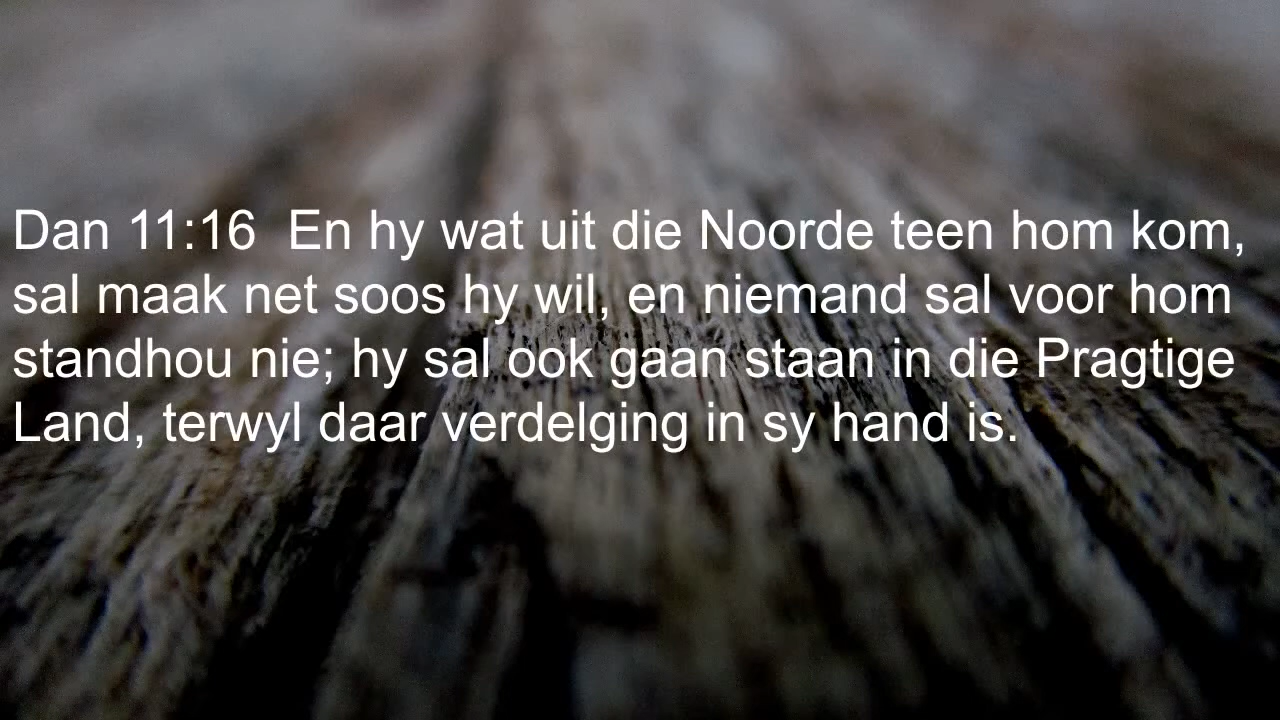 Dan 11:16  En hy wat uit die Noorde teen hom kom,
sal maak net soos hy wil, en niemand sal voor hom
standhou nie; hy sal ook gaan staan in die Pragtige
Land, terwyl daar verdelging in sy hand is.